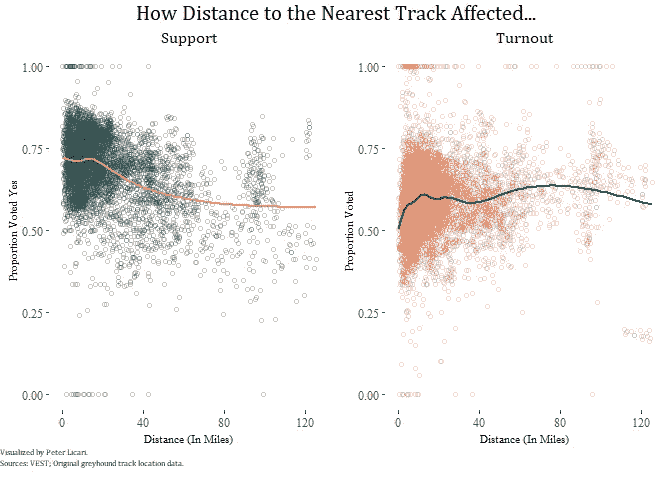 How Distance to the Nearest Track Affected...
Support
Turnout
Proportion Voted Yes
1.00
0.75
0.50
0.25
0.00
0 40 80 120
Distance (In Miles)
Proportion Voted
1.00
0.75
0.50
0.25
0.00
0 40 80 120
Distance (In Miles)
Visualized by Peter Licari.
Sources: VEST; Original greyhound track location data.